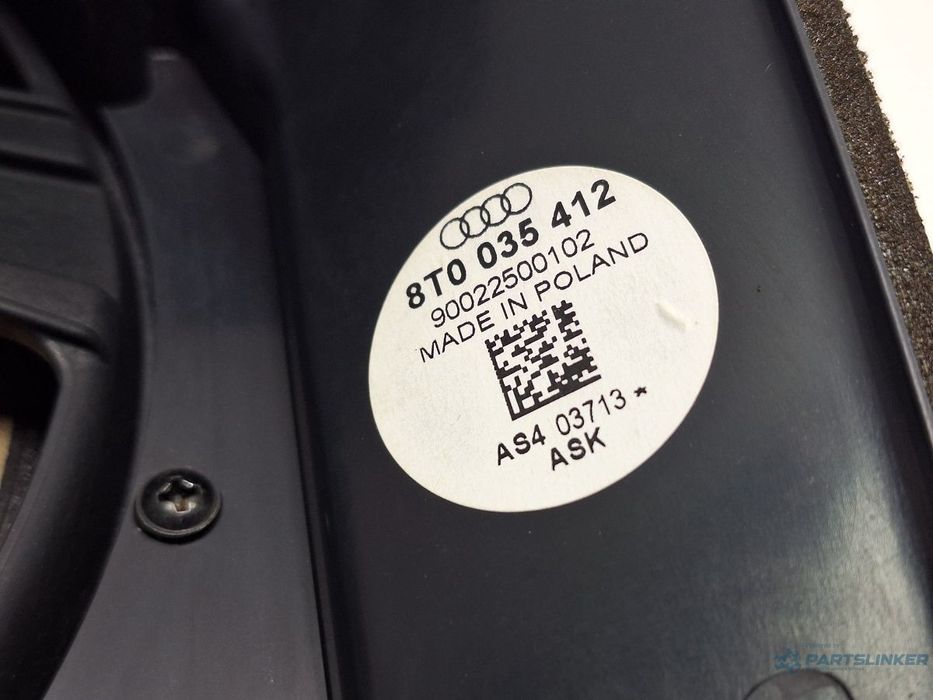 8T0 035 412
90022500102
MADE IN POLAND
AS4 03713 *
ASK
PARTSLINKER